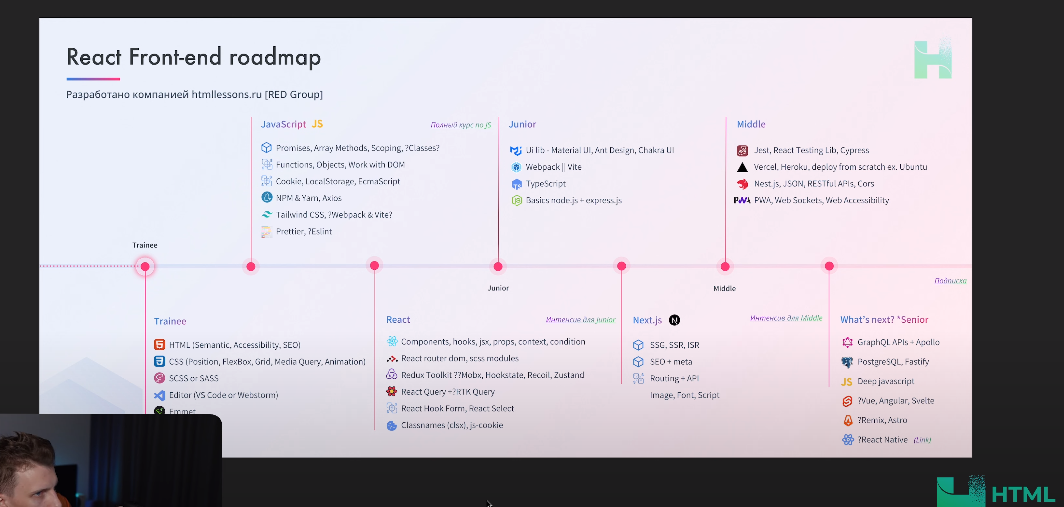 React Front-end roadmap
Разработано компанией htmllessons.ru [RED Group]
JavaScript JS
Полный курс по JS
Promises, Array Methods, Scoping, ?Classes?
Functions, Objects, Work with DOM
Cookie, LocalStorage, EcmaScript
NPM & Yam, Axios
Tailwind CSS, ?Webpack & Vite?
Prettier, ?Eslint
Junior
Ui lib - Material UI, Ant Design, Chakra UI
Webpack || Vite
TypeScript
Basics node.js + express.js
Middle
Jest, React Testing Lib, Cypress
Vercel, Heroku, deploy from scratch ex. Ubuntu
Nest.js, JSON, RESTful APIs, Cors
PWA PWA, Web Sockets, Web Accessibility
Trainee
Junior
Middle
Подписка
Trainee
HTML (Semantic, Accessibility, SEO)
CSS (Position, FlexBox, Grid, Media Query, Animation)
SCSS or SASS
Editor (VS Code or Webstorm)
Emmet
React
Интенсив для Junior
Components, hooks, jsx, props, context, condition
React router dom, scss modules
Redux Toolkit ??Mobx, Hookstate, Recoil, Zustand
React Query +?RTK Query
React Hook Form, React Select
Classnames (clsx), js-cookie
Next.js N
Интенсив для Middle
SSG, SSR, ISR
SEO + meta
Routing + API
Image, Font, Script
What's next? *Senior
GraphQL APIs + Apollo
PostgreSQL, Fastify
JS Deep javascript
?Vue, Angular, Svelte
?Remix, Astro
?React Native (Link)
HTML